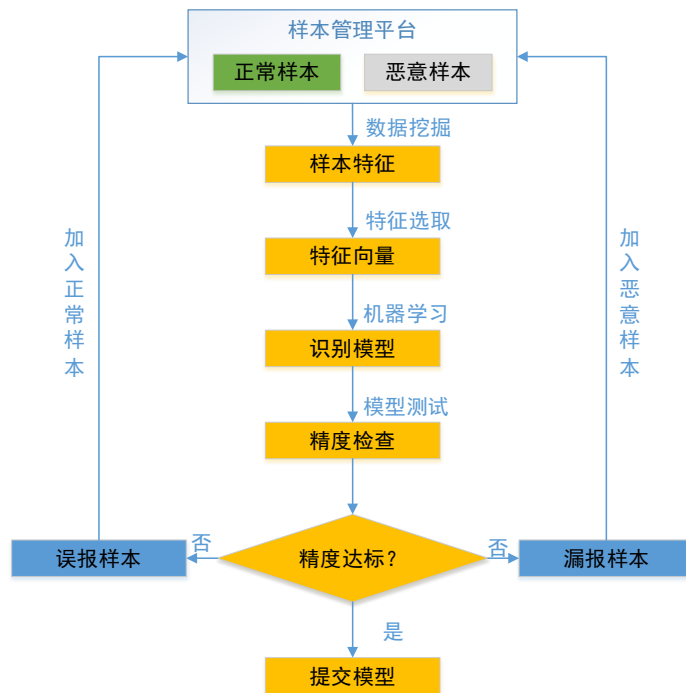 样本管理平台
正常样本
恶意样本
数据挖掘
样本特征
特征选取
特征向量
机器学习
识别模型
模型测试
精度检查
加入正常样本
加入恶意样本
误报样本
否
精度达标？
否
漏报样本
是
提交模型